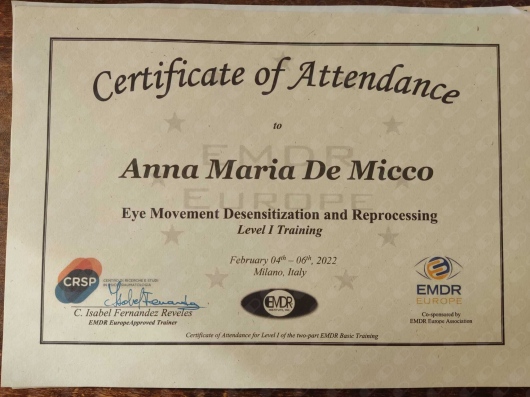 Certificate of Attendance
to
EMDR
EUROPE
Anna Maria De Micco
Eye Movement Desensitization and Reprocessing
Level I Training
February 04th – 06th, 2022
Milano, Italy
CRSP
C. Isabel Fernandez Reveles
EMDR EuropeApproved Trainer
EMDR
EMDR
EUROPE
Co-sponsored by
EMDR Europe Association
Certificate of Attendance for Level I of the two-part EMDR Basic Training